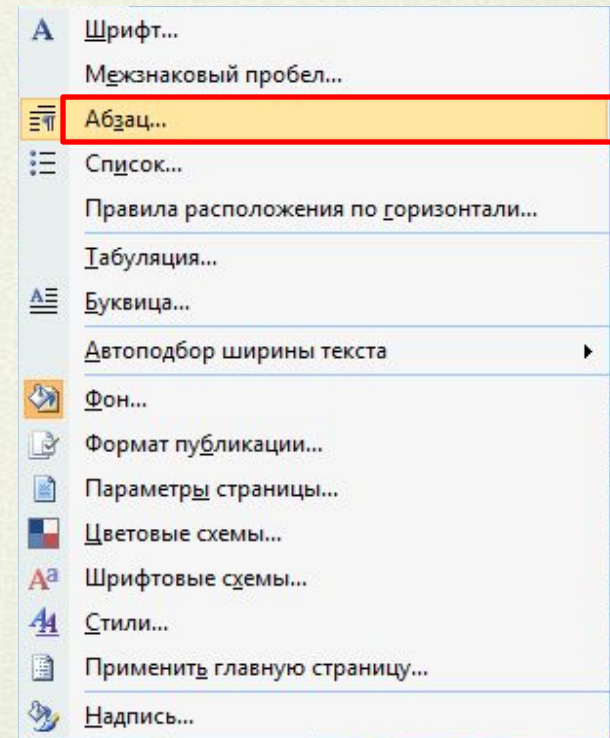 Шрифт...
Межзнаковый пробел...
Абзац...
Список...
Правила расположения по горизонтали...
Табуляция...
Буквица...
Автоподбор ширины текста
Фон...
Формат публикации...
Параметры страницы...
Цветовые схемы...
Шрифтовые схемы...
Стили...
Применить главную страницу...
Надпись...